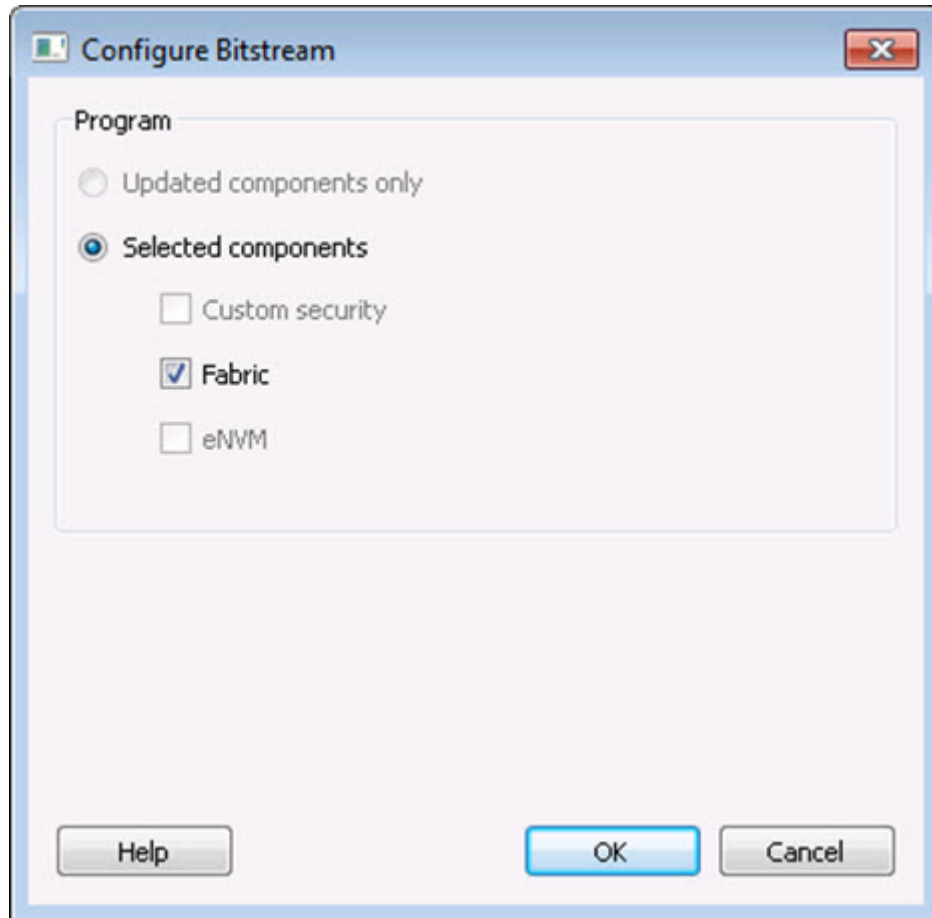 Configure Bitstream
Program
Updated components only
Selected components
Custom security
Fabric
eNVM
Help
OK
Cancel